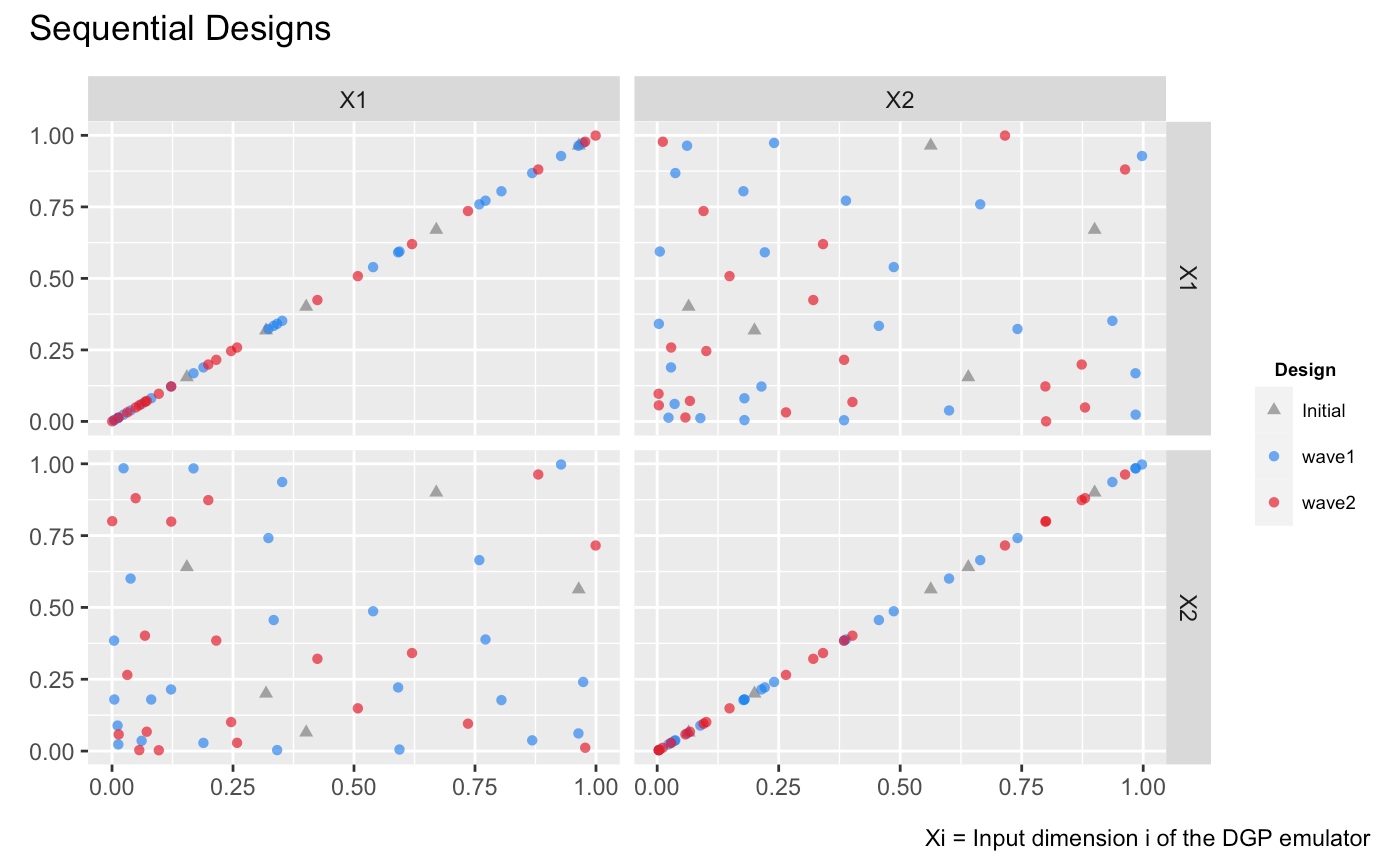 Sequential Designs
X1
X2
1.00
0.75
0.50
0.25
0.00
X1
1.00
0.75
0.50
0.25
0.00
X2
0.00 0.25 0.50 0.75 1.00
0.00 0.25 0.50 0.75 1.00
Design
Initial
wave1
wave2
Xi = Input dimension i of the DGP emulator